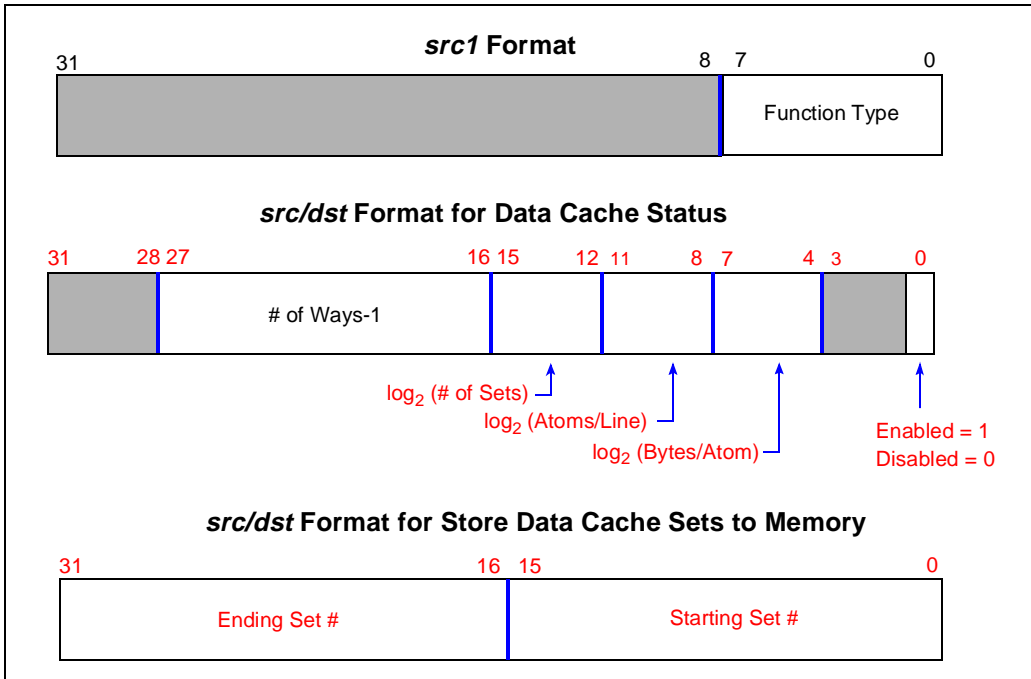 src1 Format
31 8 7 0
Function Type
src/dst Format for Data Cache Status
31 28 27 16 15 12 11 8 7 4 3 0
# of Ways-1
log2 (# of Sets)
log2 (Atoms/Line)
log2 (Bytes/Atom)
Enabled = 1
Disabled = 0
src/dst Format for Store Data Cache Sets to Memory
31 16 15 0
Ending Set # Starting Set #